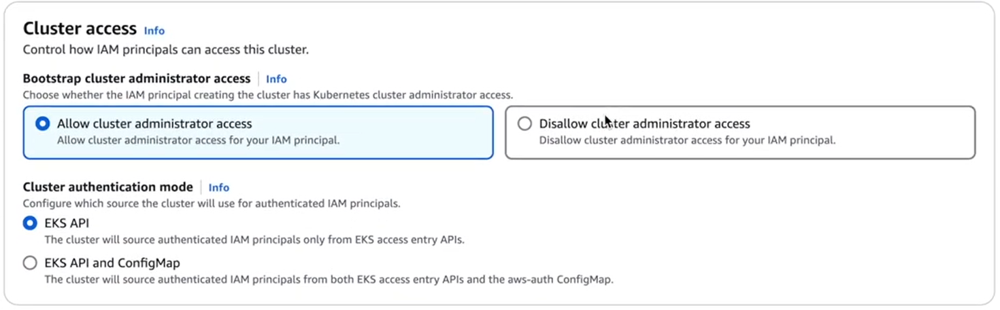 Cluster access Info
Control how IAM principals can access this cluster.
Bootstrap cluster administrator access Info
Choose whether the IAM principal creating the cluster has Kubernetes cluster administrator access.
Allow cluster administrator access
Allow cluster administrator access for your IAM principal.
Disallow cluster administrator access
Disallow cluster administrator access for your IAM principal.
Cluster authentication mode Info
Configure which source the cluster will use for authenticated IAM principals.
EKS API
The cluster will source authenticated IAM principals only from EKS access entry APIs.
EKS API and ConfigMap
The cluster will source authenticated IAM principals from both EKS access entry APIs and the aws-auth ConfigMap.